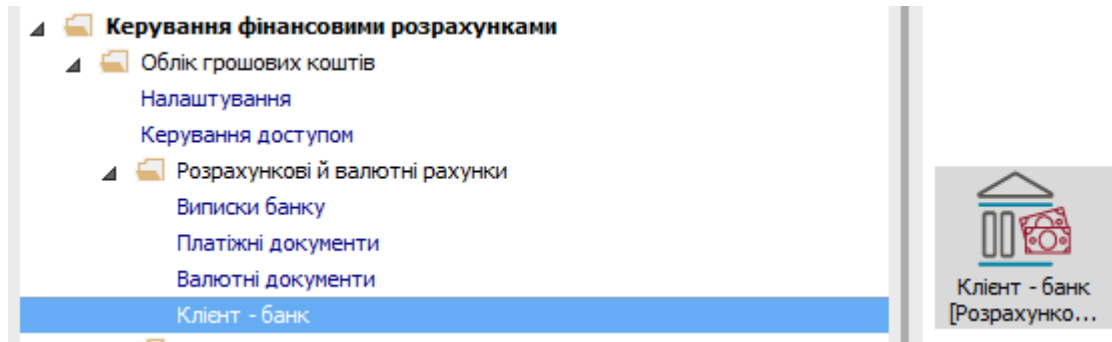 Керування фінансовими розрахунками
Облік грошових коштів
Налаштування
Керування доступом
Розрахункові й валютні рахунки
Виписки банку
Платіжні документи
Валютні документи
Клієнт - банк
Клієнт - банк
[Розрахунко...